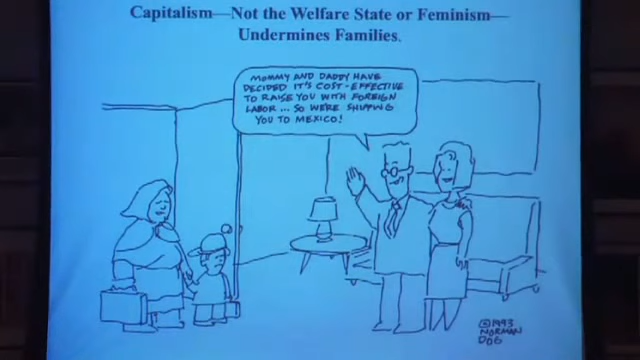 Capitalism—Not the Welfare State or Feminism—
Undermines Families.
MOMMY AND DADDY HAVE
DECIDED IT'S COST-EFFECTIVE
TO RAISE YOU WITH FOREIGN
LABOR... SO WE'RE SHIPPING
YOU TO MEXICO!
©1993
NORMAN
DOG